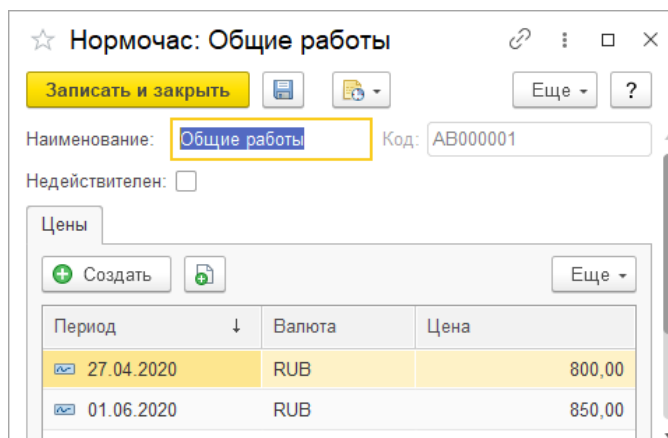 Нормочас: Общие работы
Записать и закрыть Еще ?
Наименование: Общие работы Код: АВ000001
Недействителен:
Цены
Создать Еще
Период ↓ Валюта Цена
27.04.2020 RUB 800,00
01.06.2020 RUB 850,00